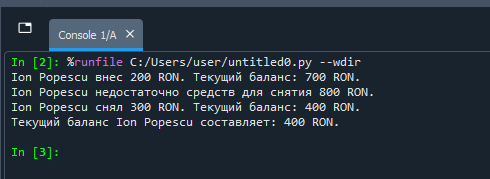 Console 1/A
In [2]: %runfile C:/Users/user/untitled0.py --wdir
Ion Popescu внес 200 RON. Текущий баланс: 700 RON.
Ion Popescu недостаточно средств для снятия 800 RON.
Ion Popescu снял 300 RON. Текущий баланс: 400 RON.
Текущий баланс Ion Popescu составляет: 400 RON.
In [3]: